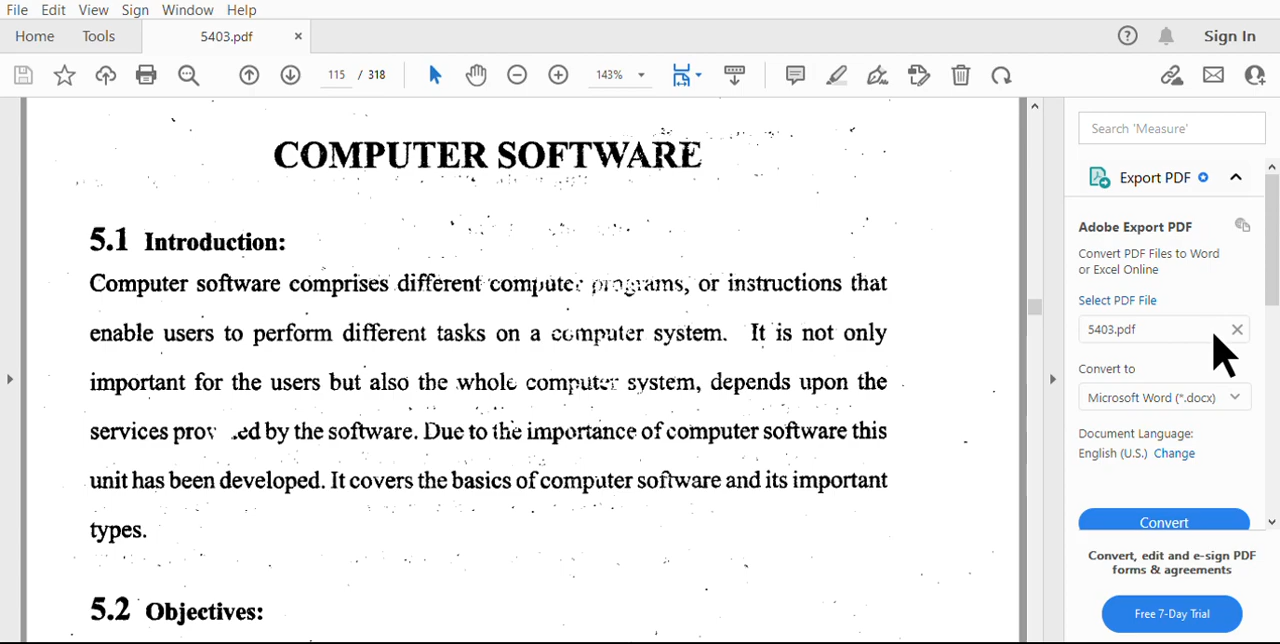 File Edit View Sign Window Help
Home Tools 5403.pdf × Sign In
115 / 318 143%
COMPUTER SOFTWARE
5.1 Introduction:
Computer software comprises different computer programs, or instructions that
enable users to perform different tasks on a computer system. It is not only
important for the users but also the whole computer system, depends upon the
services by the software. Due to the importance of computer software this
unit has been developed. It covers the basics of computer software and its important
types.
5.2 Objectives:
Search 'Measure'
Export PDF
Adobe Export PDF
Convert PDF Files to Word
or Excel Online
Select PDF File
5403.pdf
Convert to
Microsoft Word (*.docx)
Document Language:
English (U.S.) Change
Convert
Convert, edit and e-sign PDF
forms & agreements
Free 7-Day Trial